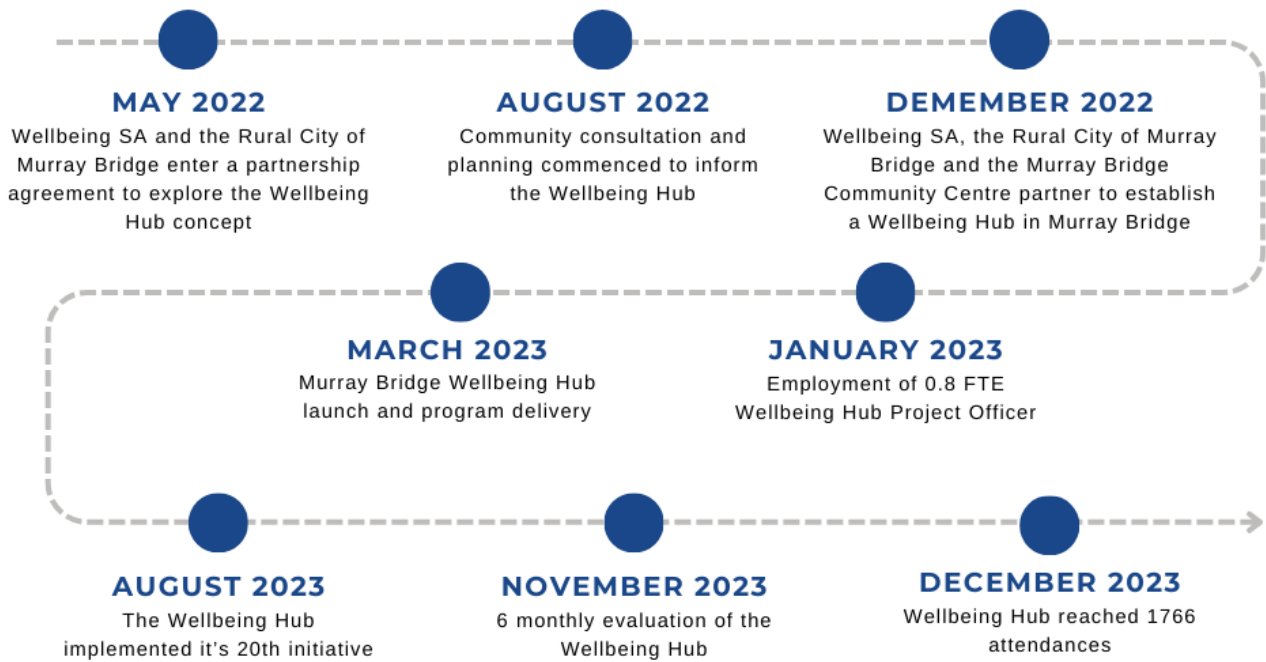 MAY 2022
Wellbeing SA and the Rural City of
Murray Bridge enter a partnership
agreement to explore the Wellbeing
Hub concept
AUGUST 2022
Community consultation and
planning commenced to inform
the Wellbeing Hub
DEMEMBER 2022
Wellbeing SA, the Rural City of Murray
Bridge and the Murray Bridge
Community Centre partner to establish
a Wellbeing Hub in Murray Bridge
JANUARY 2023
Employment of 0.8 FTE
Wellbeing Hub Project Officer
MARCH 2023
Murray Bridge Wellbeing Hub
launch and program delivery
AUGUST 2023
The Wellbeing Hub
implemented it's 20th initiative
NOVEMBER 2023
6 monthly evaluation of the
Wellbeing Hub
DECEMBER 2023
Wellbeing Hub reached 1766
attendances